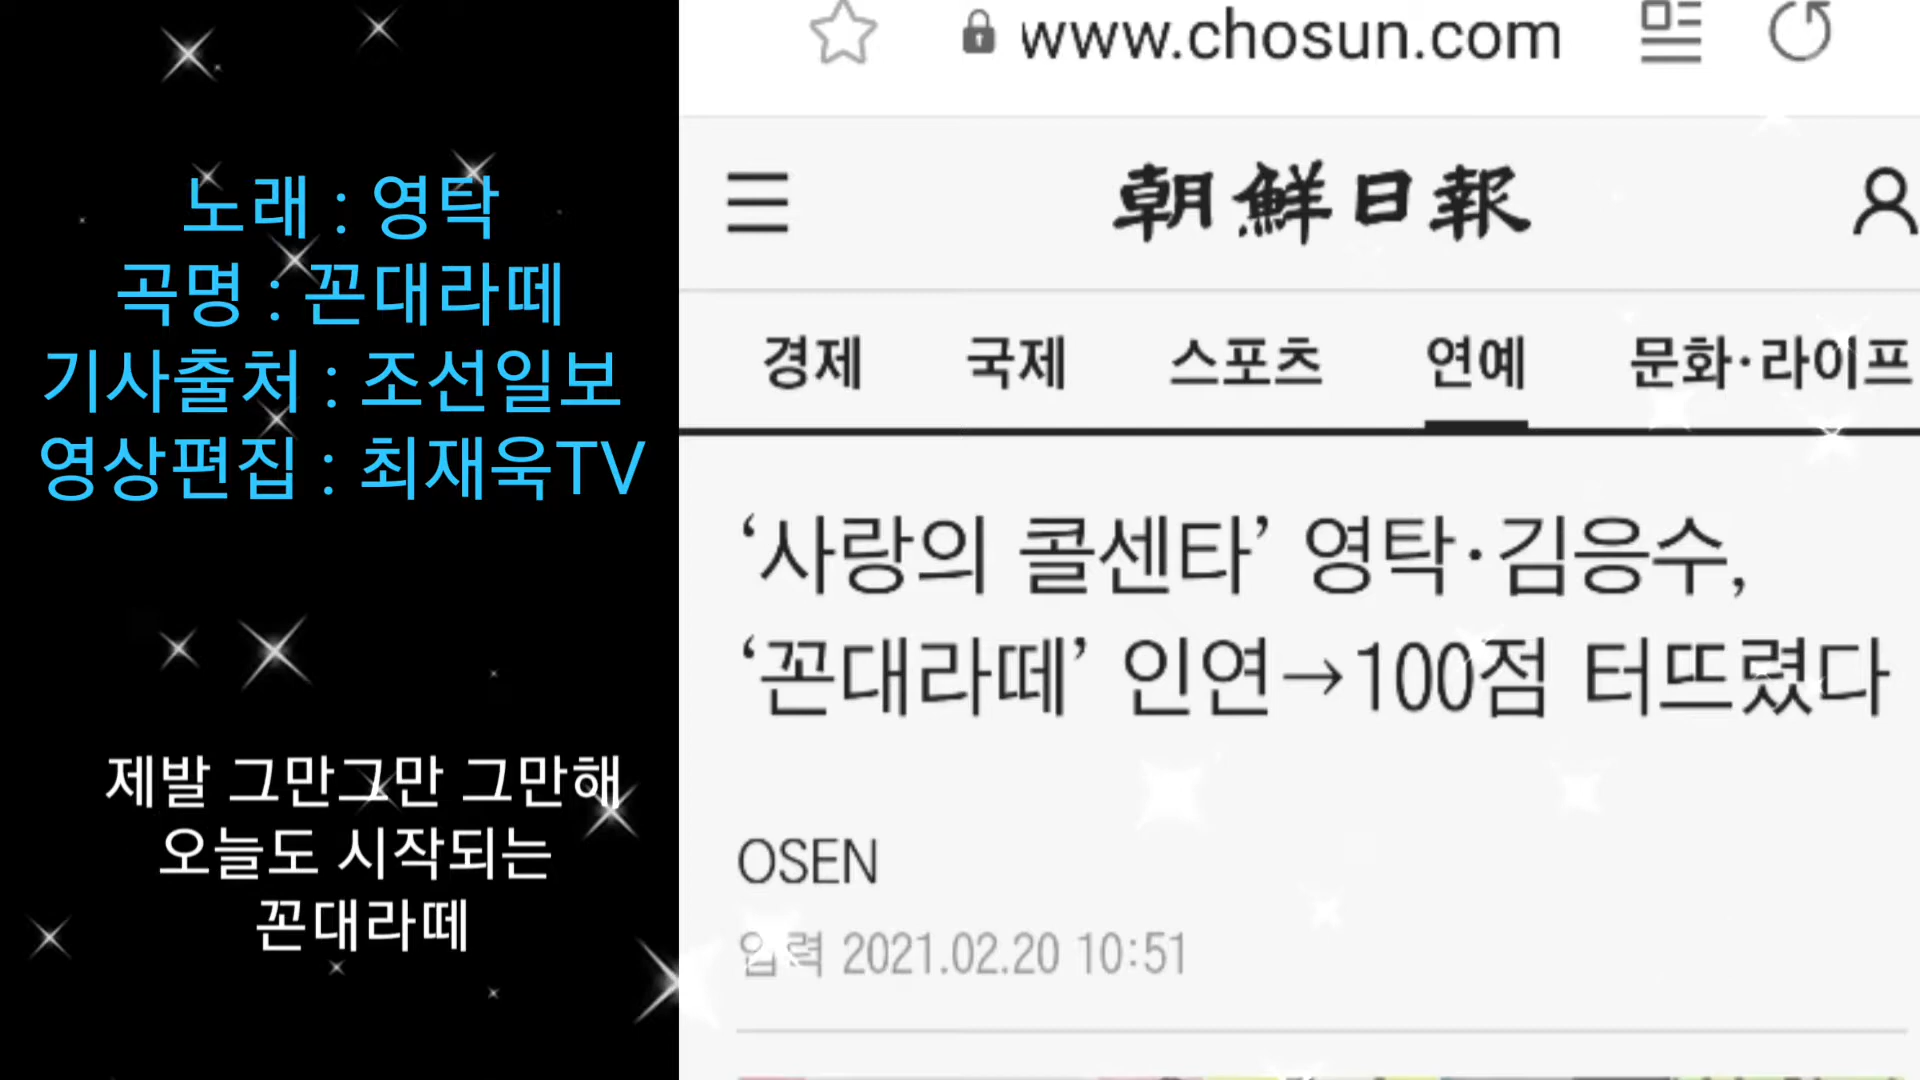 노래 : 영탁
곡명 : 꼰대라떼
기사출처 : 조선일보
영상편집 : 최재욱TV
제발 그만그만 그만해
오늘도 시작되는
꼰대라떼
www.chosun.com
朝鮮日報
경제 국제 스포츠 연예 문화·라이프
‘사랑의 콜센타’ 영탁·김응수,
‘꼰대라떼’ 인연→100점 터뜨렸다
OSEN
입력 2021.02.20 10:51